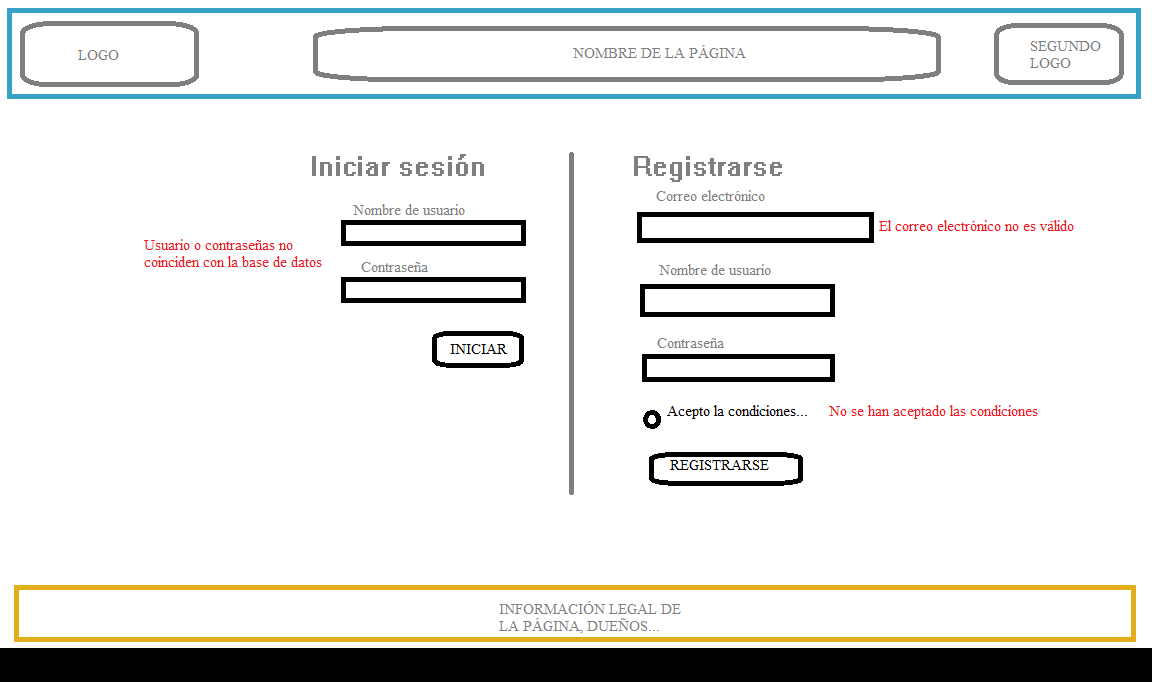 LOGO
NOMBRE DE LA PÁGINA
SEGUNDO
LOGO
Iniciar sesión
Nombre de usuario
Usuario o contraseñas no
coinciden con la base de datos
Contraseña
INICIAR
Registrarse
Correo electrónico
El correo electrónico no es válido
Nombre de usuario
Contraseña
Acepto la condiciones...
No se han aceptado las condiciones
REGISTRARSE
INFORMACIÓN LEGAL DE
LA PÁGINA, DUEÑOS...